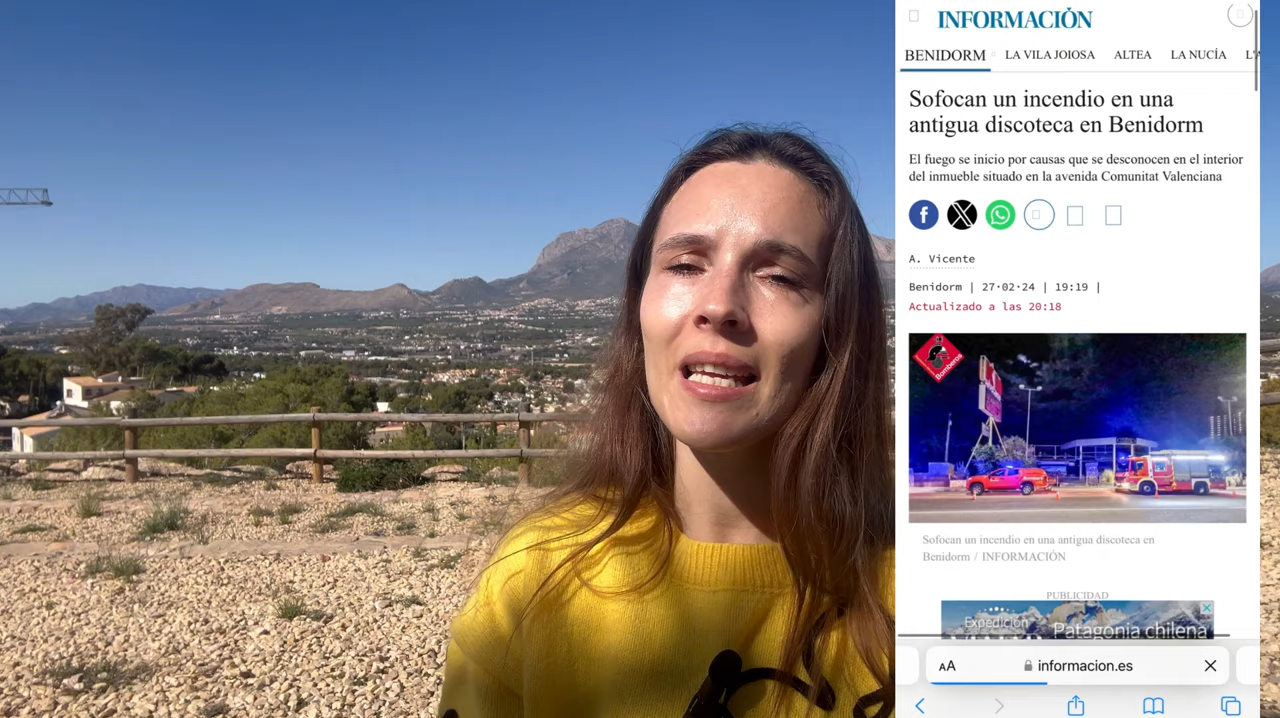 INFORMACIÓN
BENIDORM LA VILA JOIOSA ALTEA LA NUCÍA L'A
Sofocan un incendio en una
antigua discoteca en Benidorm
El fuego se inicio por causas que se desconocen en el interior
del inmueble situado en la avenida Comunitat Valenciana
A. Vicente
Benidorm | 27·02·24 | 19:19 |
Actualizado a las 20:18
Bomberos
Sofocan un incendio en una antigua discoteca en
Benidorm / INFORMACIÓN
PUBLICIDAD
Expedición
Patagonia chilena
AA informacion.es